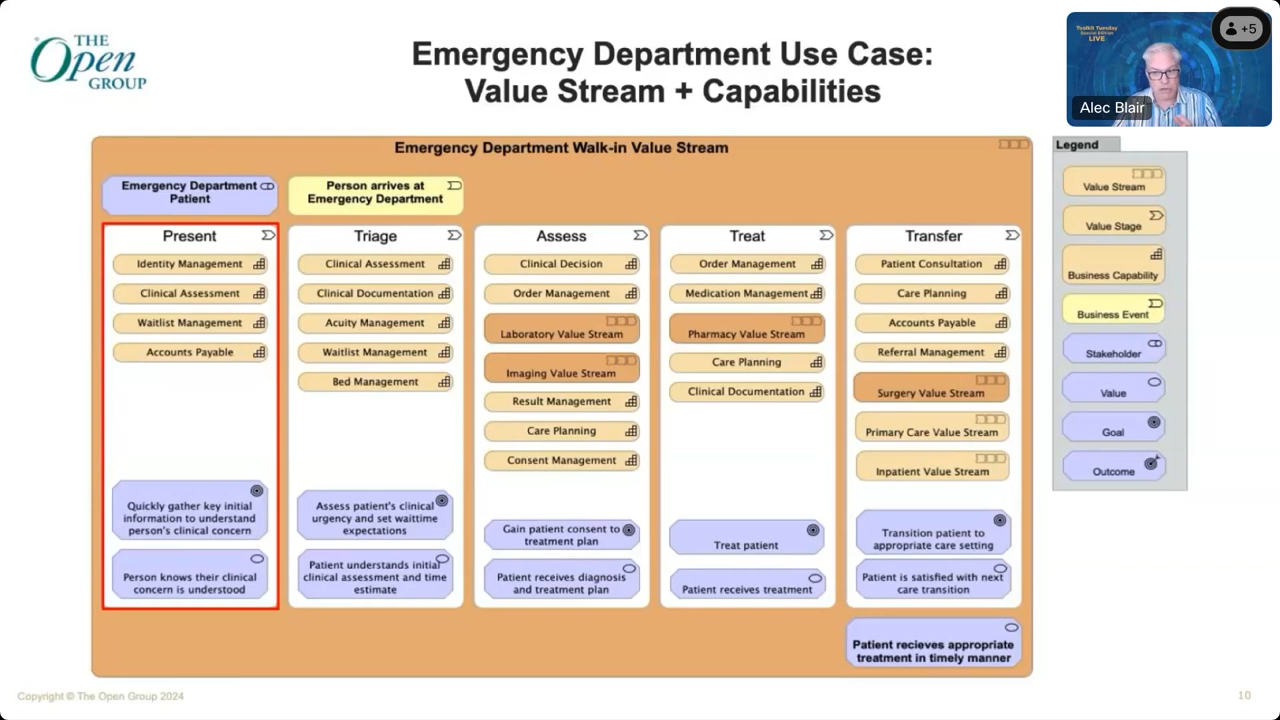 THE
Open
GROUP
Emergency Department Use Case:
Value Stream + Capabilities
Toolkit Tuesday
Special Edition
LIVE
+5
Alec Blair
Emergency Department Walk-in Value Stream
Emergency Department
Patient
Person arrives at
Emergency Department
Present
Identity Management
Clinical Assessment
Waitlist Management
Accounts Payable
Quickly gather key initial
information to understand
person's clinical concern
Person knows their clinical
concern is understood
Triage
Clinical Assessment
Clinical Documentation
Acuity Management
Waitlist Management
Bed Management
Assess patient's clinical
urgency and set waittime
expectations
Patient understands initial
clinical assessment and time
estimate
Assess
Clinical Decision
Order Management
Laboratory Value Stream
Imaging Value Stream
Result Management
Care Planning
Consent Management
Gain patient consent to
treatment plan
Patient receives diagnosis
and treatment plan
Treat
Order Management
Medication Management
Pharmacy Value Stream
Care Planning
Clinical Documentation
Treat patient
Patient receives treatment
Transfer
Patient Consultation
Care Planning
Accounts Payable
Referral Management
Surgery Value Stream
Primary Care Value Stream
Inpatient Value Stream
Transition patient to
appropriate care setting
Patient is satisfied with next
care transition
Patient recieves appropriate
treatment in timely manner
Legend
Value Stream
Value Stage
Business Capability
Business Event
Stakeholder
Value
Goal
Outcome
Copyright © The Open Group 2024
10